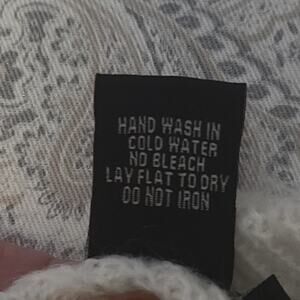 HAND WASH IN
COLD WATER
NO BLEACH
LAY FLAT TO DRY
DO NOT IRON